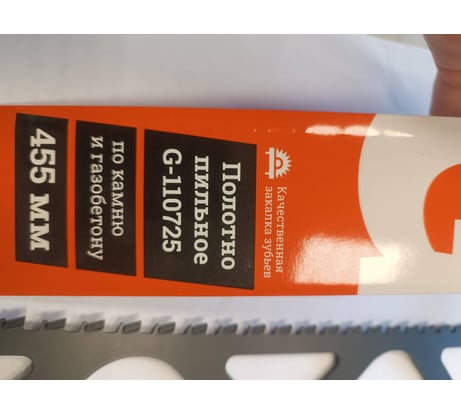 Качественная
закалка зубьев
Полотно
пильное
G-110725
по камню
и газобетону
455 мм